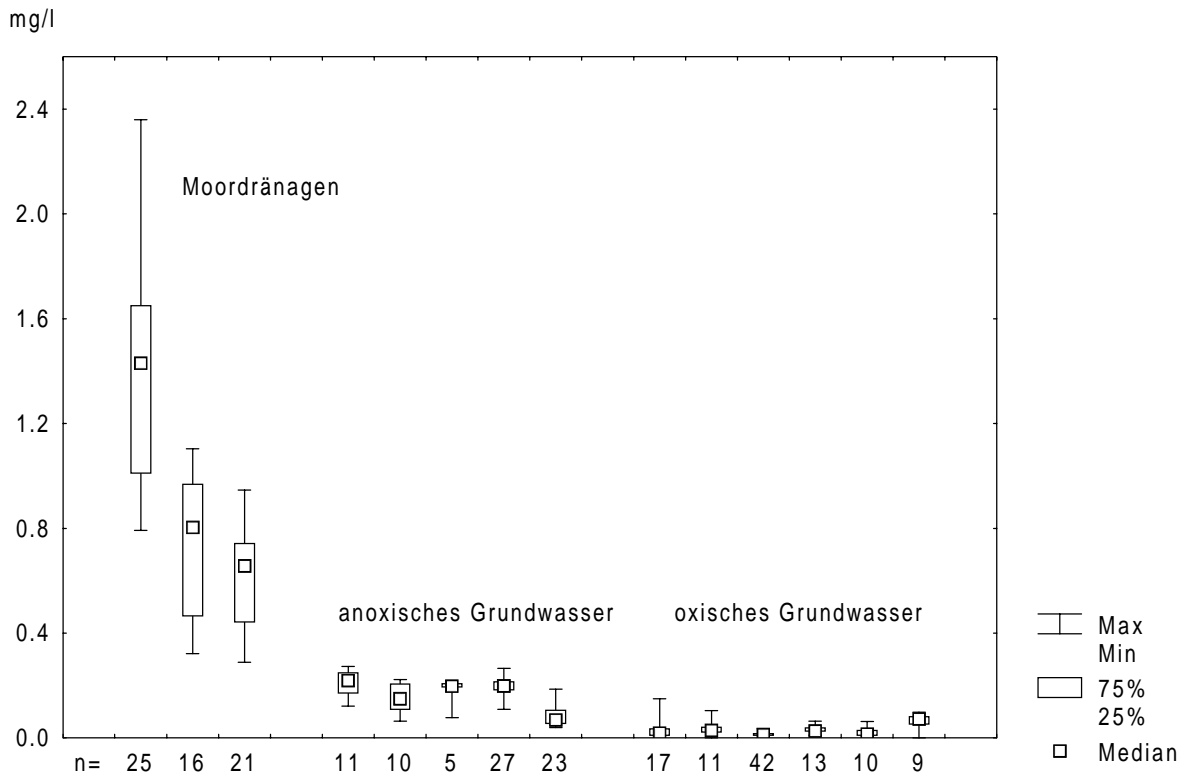 mg/l
2.4
Moordränagen
2.0
1.6
1.2
0.8
anoxisches Grundwasser oxisches Grundwasser
0.4
Max
Min
75%
25%
0.0
Median
n= 25 16 21 11 10 5 27 23 17 11 42 13 10 9